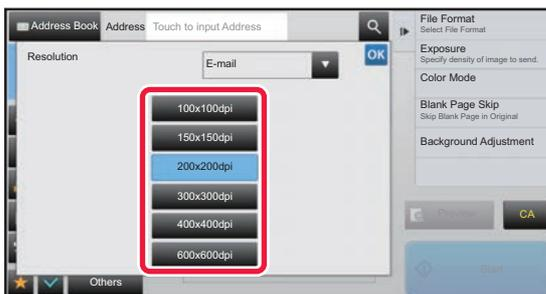 Address Book Address Touch to input Address
Resolution
E-mail
OK
100x100dpi
150x150dpi
200x200dpi
300x300dpi
400x400dpi
600x600dpi
Others
File Format
Select File Format
Exposure
Specify density of image to send.
Color Mode
Blank Page Skip
Skip Blank Page in Original
Background Adjustment
Preview
CA
Start